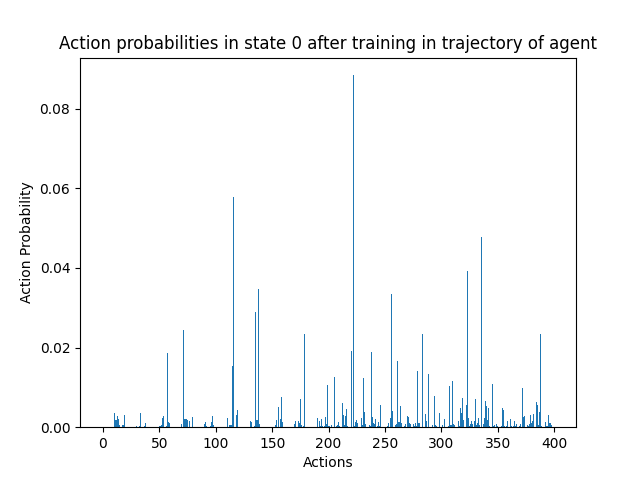 Action probabilities in state 0 after training in trajectory of agent
0.08
0.06
0.04
0.02
0.00
Action Probability
0 50 100 150 200 250 300 350 400
Actions